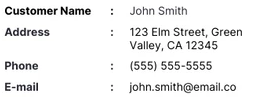 Customer Name : John Smith
Address : 123 Elm Street, Green
Valley, CA 12345
Phone : (555) 555-5555
E-mail : john.smith@email.co